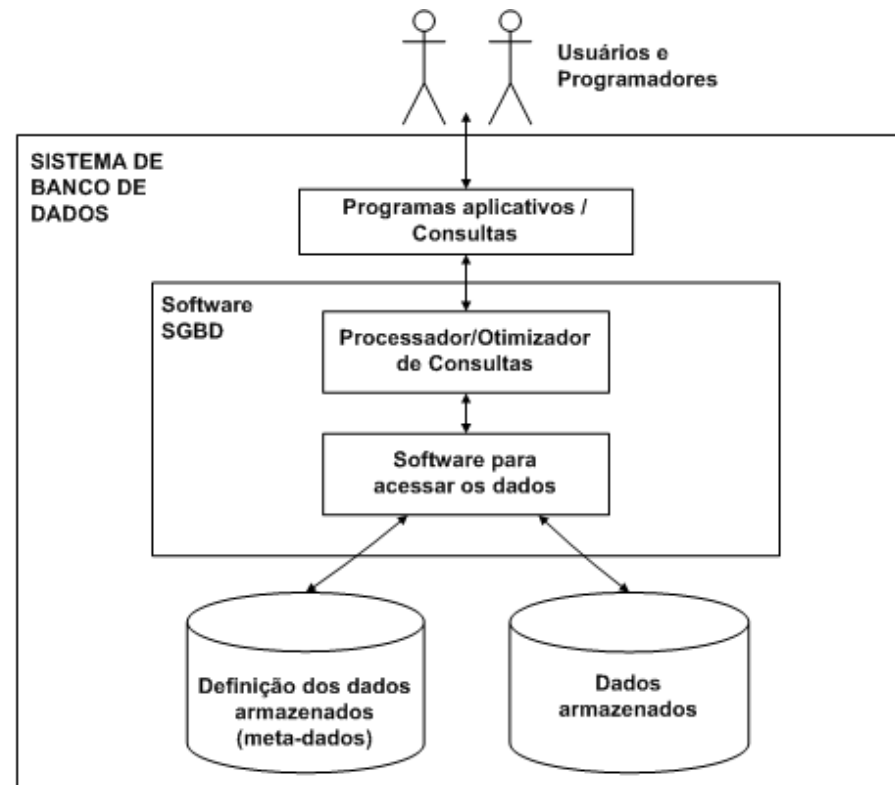 Usuários e
Programadores
SISTEMA DE
BANCO DE
DADOS
Programas aplicativos /
Consultas
Software
SGBD
Processador/Otimizador
de Consultas
Software para
acessar os dados
Definição dos dados
armazenados
(meta-dados)
Dados
armazenados